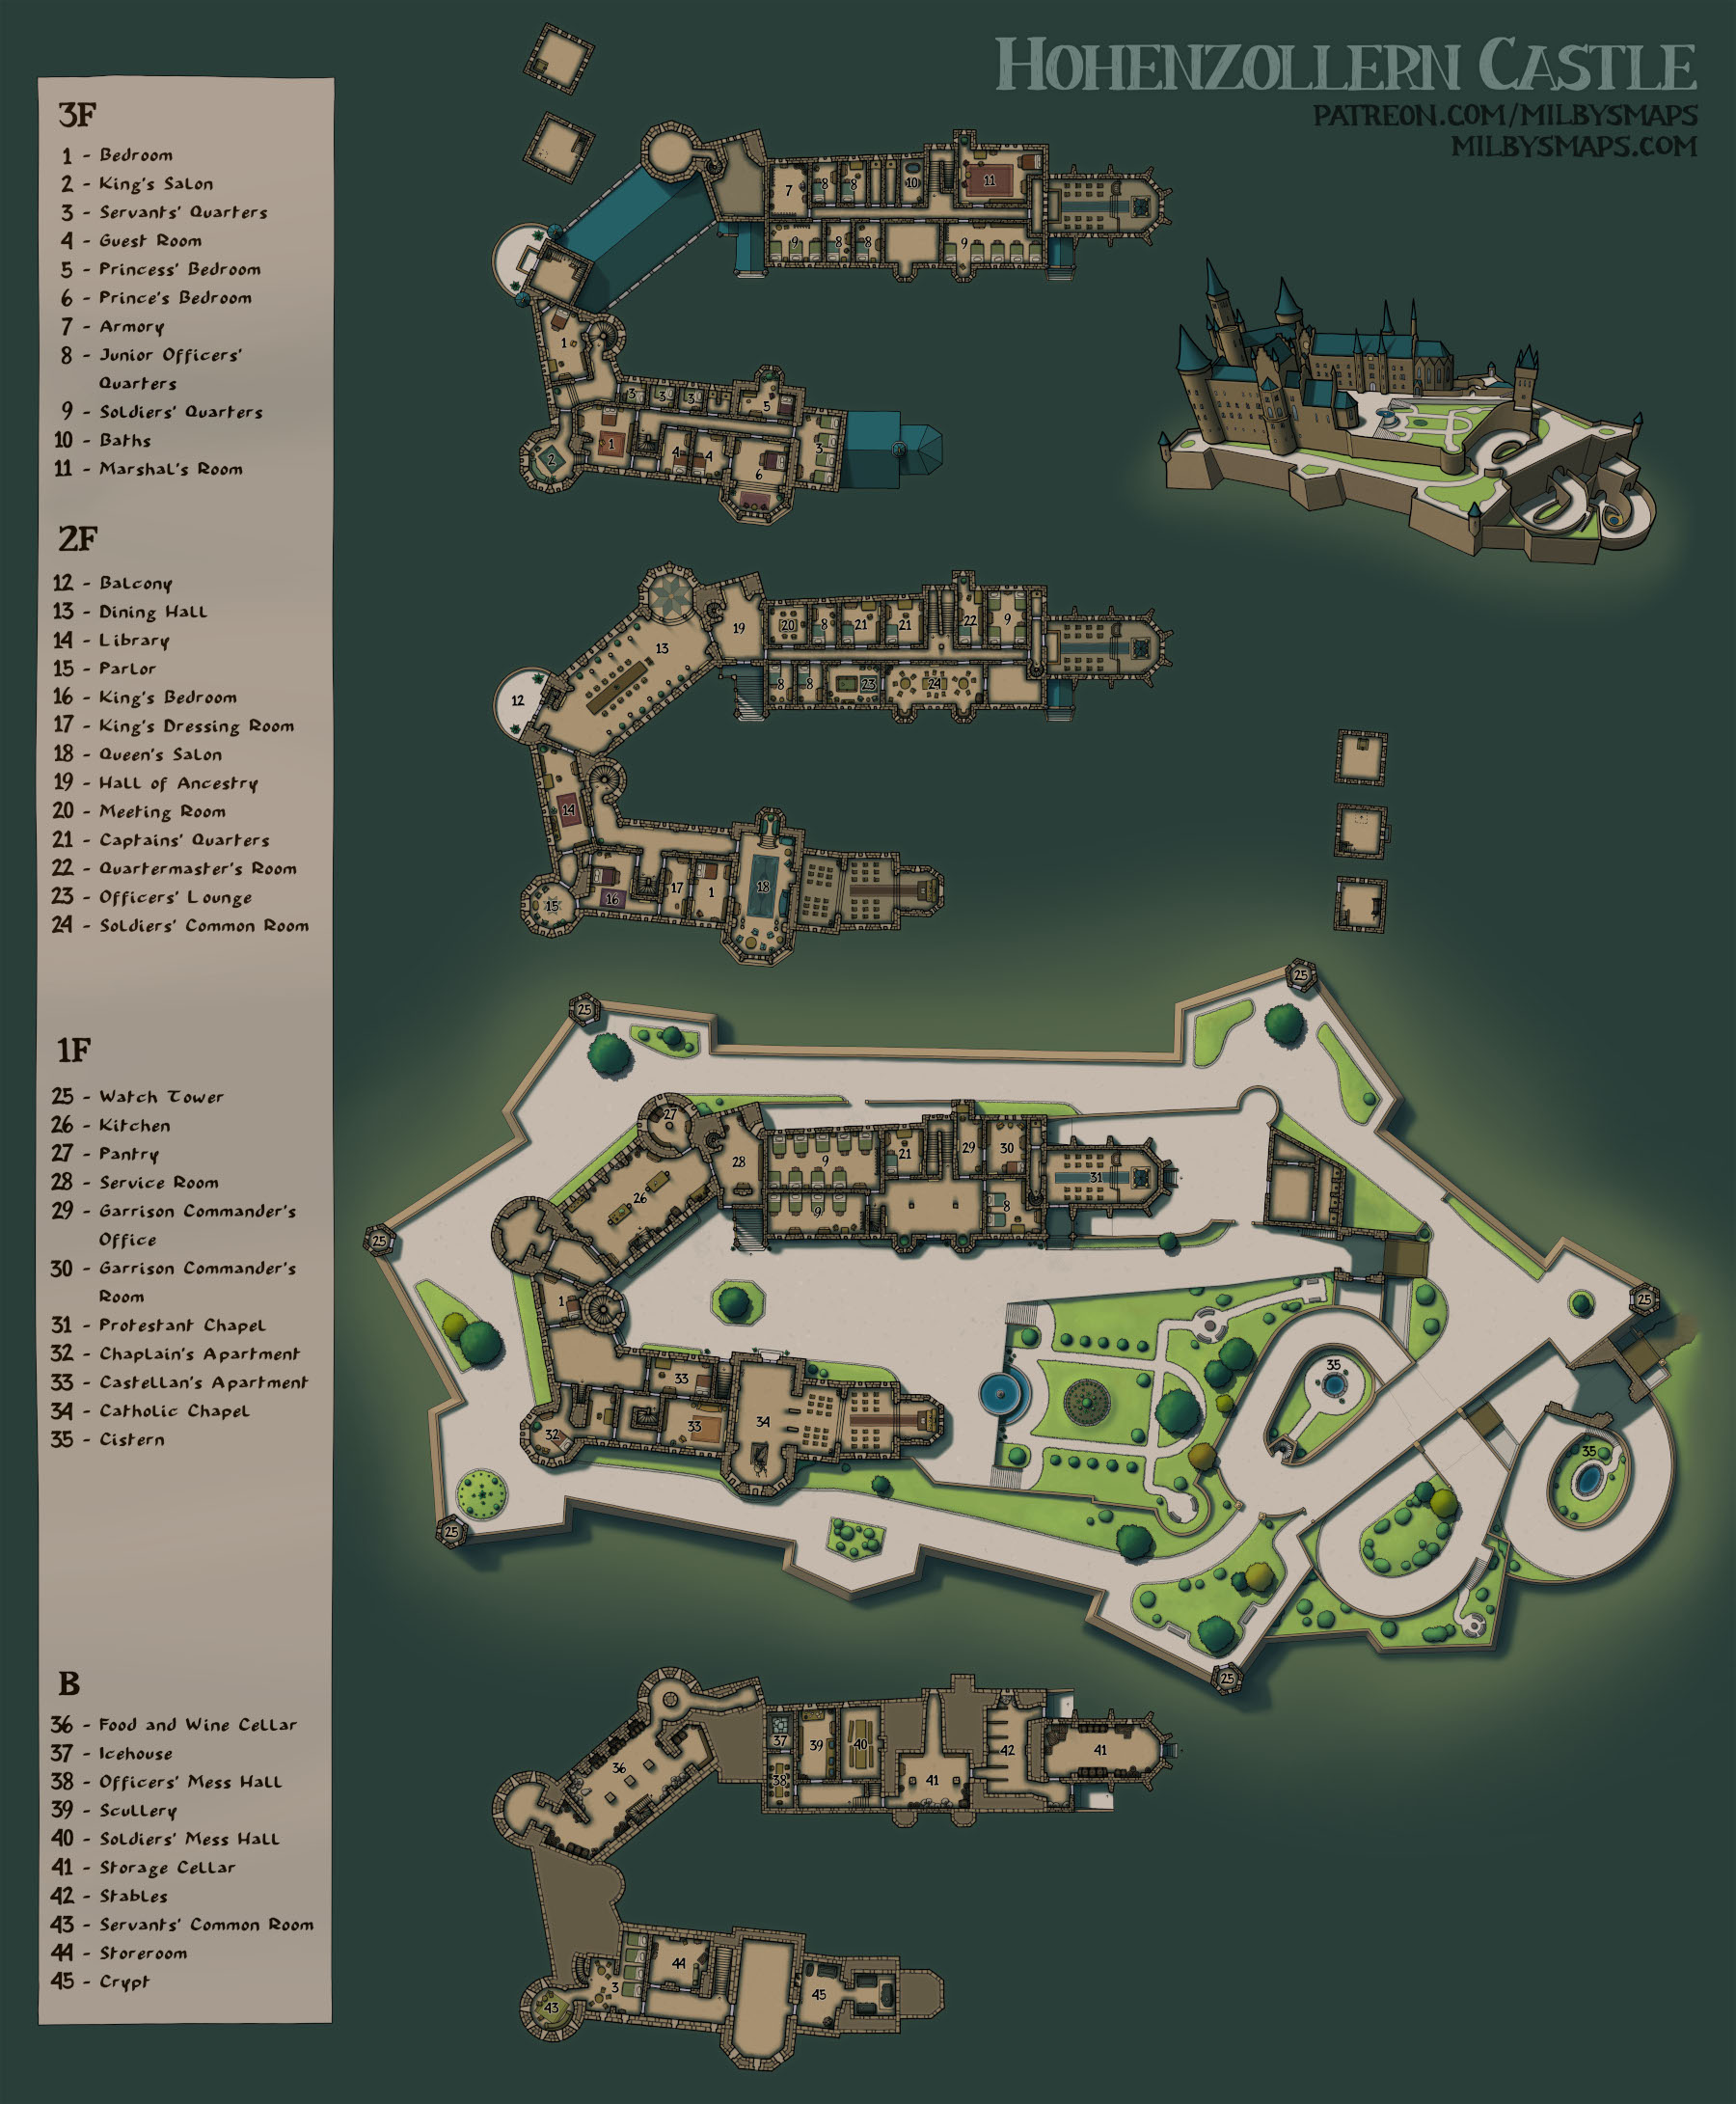 HOHENZOLLERN CASTLE
PATREON.COM/MILBYSMAPS
MILBYSMAPS.COM
3F
1 - Bedroom
2 - King's Salon
3 - Servants' Quarters
4 - Guest Room
5 - Princess' Bedroom
6 - Prince's Bedroom
7 - Armory
8 - Junior Officers'
Quarters
9 - Soldiers' Quarters
10 - Baths
11 - Marshal's Room
2F
12 - Balcony
13 - Dining Hall
14 - Library
15 - Parlor
16 - King's Bedroom
17 - King's Dressing Room
18 - Queen's Salon
19 - Hall of Ancestry
20 - Meeting Room
21 - Captains' Quarters
22 - Quartermaster's Room
23 - Officers' Lounge
24 - Soldiers' Common Room
1F
25 - Watch Tower
26 - Kitchen
27 - Pantry
28 - Service Room
29 - Garrison Commander's
Office
30 - Garrison Commander's
Room
31 - Protestant Chapel
32 - Chaplain's Apartment
33 - Castellan's Apartment
34 - Catholic Chapel
35 - Cistern
B
36 - Food and Wine Cellar
37 - Icehouse
38 - Officers' Mess Hall
39 - Scullery
40 - Soldiers' Mess Hall
41 - Storage Cellar
42 - Stables
43 - Servants' Common Room
44 - Storeroom
45 - Crypt
7 8 8 10 11
9 8 8 9
1
3 3 3 5
1 4 4 3
2 6
19 20 8 21 21 22 9
13
12 8 8 23 24
14
16 17 1 18
15
25
25
27
28 9 21 29 30
26 9 8 31
25
1
25
33 35
32 33 34
35
25
25
37 39 40 42 41
36 38 41
44
43 3 45